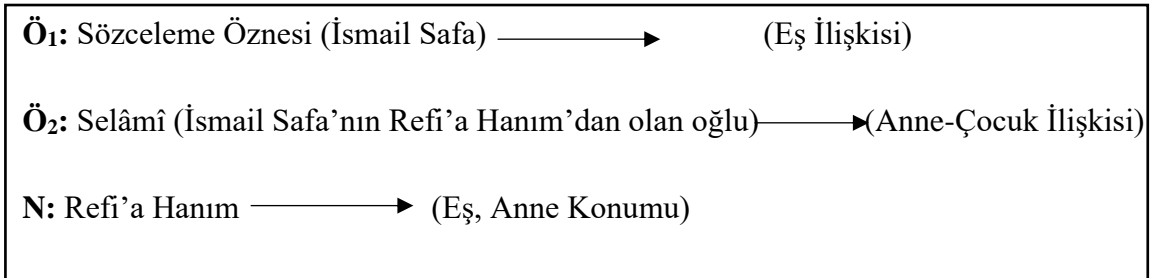 Ö₁: Sözceleme Öznesi (İsmail Safa) (Eş İlişkisi)
Ö₂: Selâmî (İsmail Safa’nın Refi’a Hanım’dan olan oğlu) (Anne-Çocuk İlişkisi)
N: Refi’a Hanım (Eş, Anne Konumu)